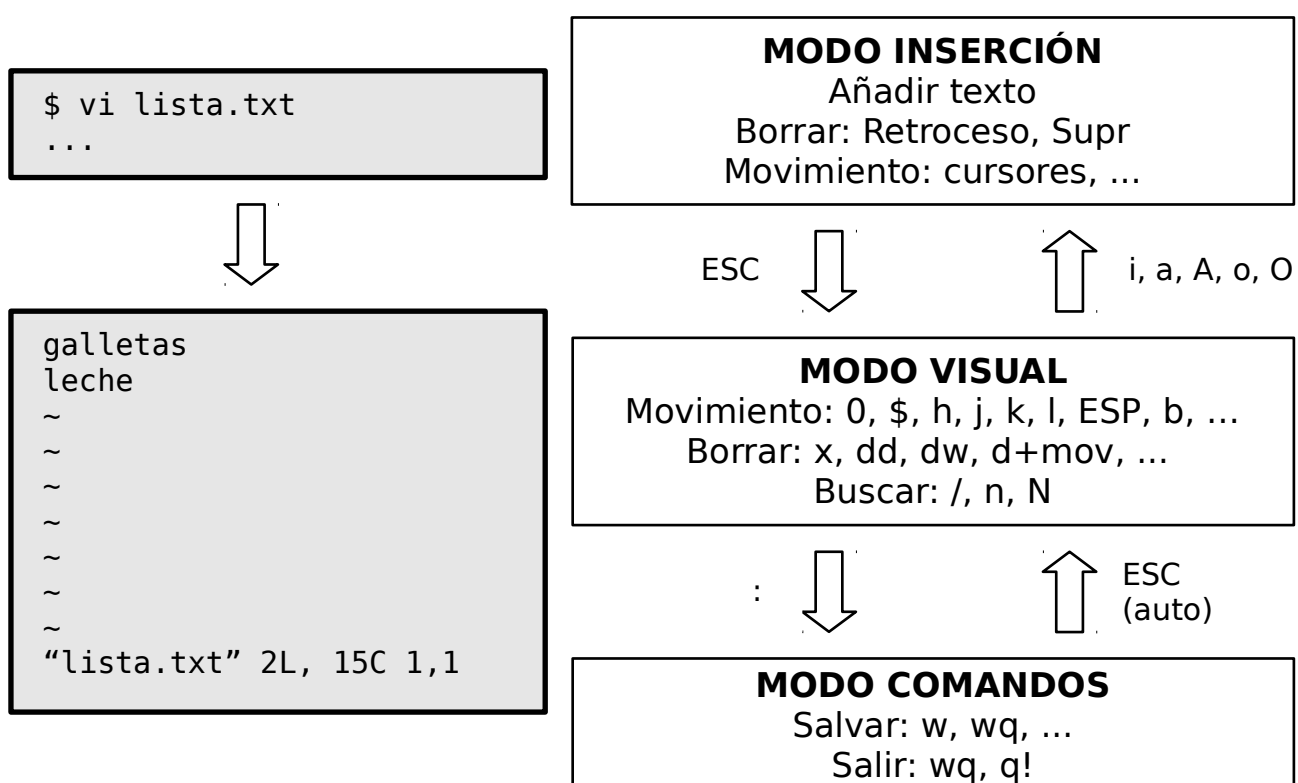 $ vi lista.txt
...
galletas
leche
~
~
~
~
~
~
~
“lista.txt” 2L, 15C 1,1
MODO INSERCIÓN
Añadir texto
Borrar: Retroceso, Supr
Movimiento: cursores, ...
ESC
i, a, A, o, O
MODO VISUAL
Movimiento: 0, $, h, j, k, l, ESP, b, ...
Borrar: x, dd, dw, d+mov, ...
Buscar: /, n, N
:
ESC
(auto)
MODO COMANDOS
Salvar: w, wq, ...
Salir: wq, q!